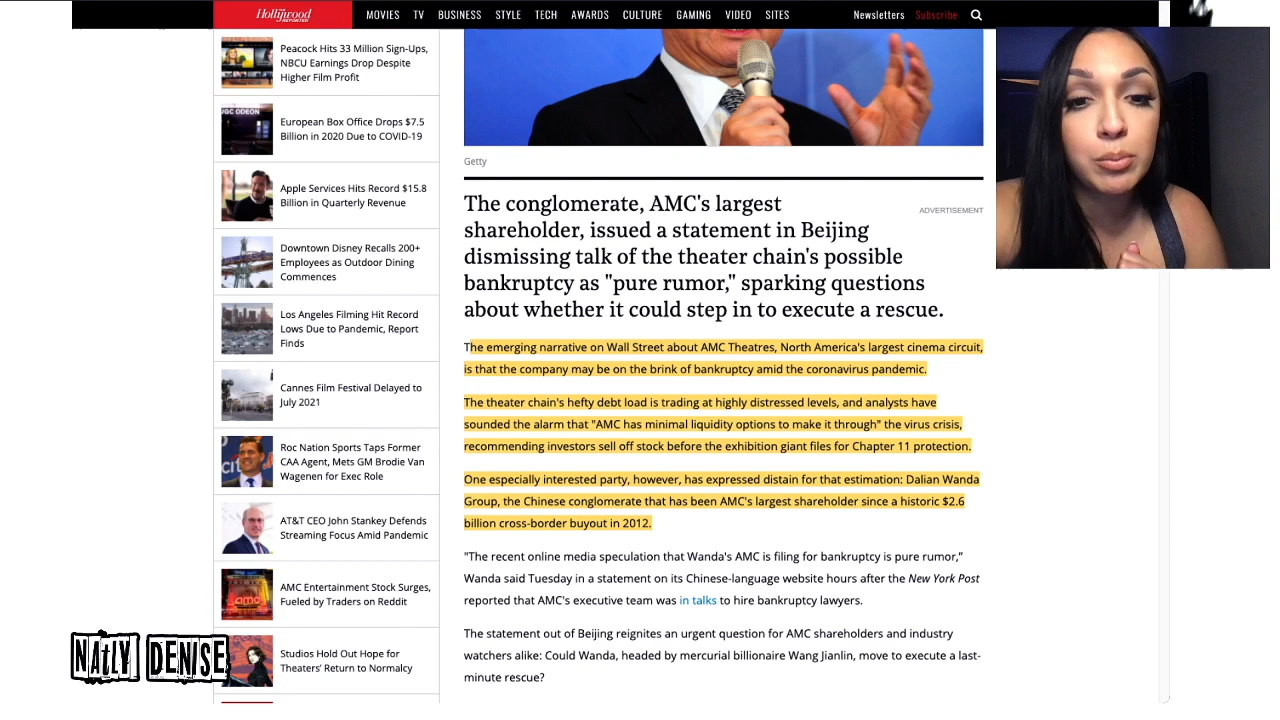 Hollywood
REPORTER
MOVIES TV BUSINESS STYLE TECH AWARDS CULTURE GAMING VIDEO SITES
Newsletters Subscribe
Peacock Hits 33 Million Sign-Ups,
NBCU Earnings Drop Despite
Higher Film Profit
European Box Office Drops $7.5
Billion in 2020 Due to COVID-19
Apple Services Hits Record $15.8
Billion in Quarterly Revenue
Downtown Disney Recalls 200+
Employees as Outdoor Dining
Commences
Los Angeles Filming Hit Record
Lows Due to Pandemic, Report
Finds
Cannes Film Festival Delayed to
July 2021
Roc Nation Sports Taps Former
CAA Agent, Mets GM Brodie Van
Wagenen for Exec Role
AT&T CEO John Stankey Defends
Streaming Focus Amid Pandemic
AMC Entertainment Stock Surges,
Fueled by Traders on Reddit
Studios Hold Out Hope for
Theaters' Return to Normalcy
NAtLY DENISE
Getty
ADVERTISEMENT
The conglomerate, AMC's largest
shareholder, issued a statement in Beijing
dismissing talk of the theater chain's possible
bankruptcy as "pure rumor," sparking questions
about whether it could step in to execute a rescue.
The emerging narrative on Wall Street about AMC Theatres, North America's largest cinema circuit,
is that the company may be on the brink of bankruptcy amid the coronavirus pandemic.
The theater chain's hefty debt load is trading at highly distressed levels, and analysts have
sounded the alarm that "AMC has minimal liquidity options to make it through" the virus crisis,
recommending investors sell off stock before the exhibition giant files for Chapter 11 protection.
One especially interested party, however, has expressed distain for that estimation: Dalian Wanda
Group, the Chinese conglomerate that has been AMC's largest shareholder since a historic $2.6
billion cross-border buyout in 2012.
"The recent online media speculation that Wanda's AMC is filing for bankruptcy is pure rumor,"
Wanda said Tuesday in a statement on its Chinese-language website hours after the New York Post
reported that AMC's executive team was in talks to hire bankruptcy lawyers.
The statement out of Beijing reignites an urgent question for AMC shareholders and industry
watchers alike: Could Wanda, headed by mercurial billionaire Wang Jianlin, move to execute a last-
minute rescue?